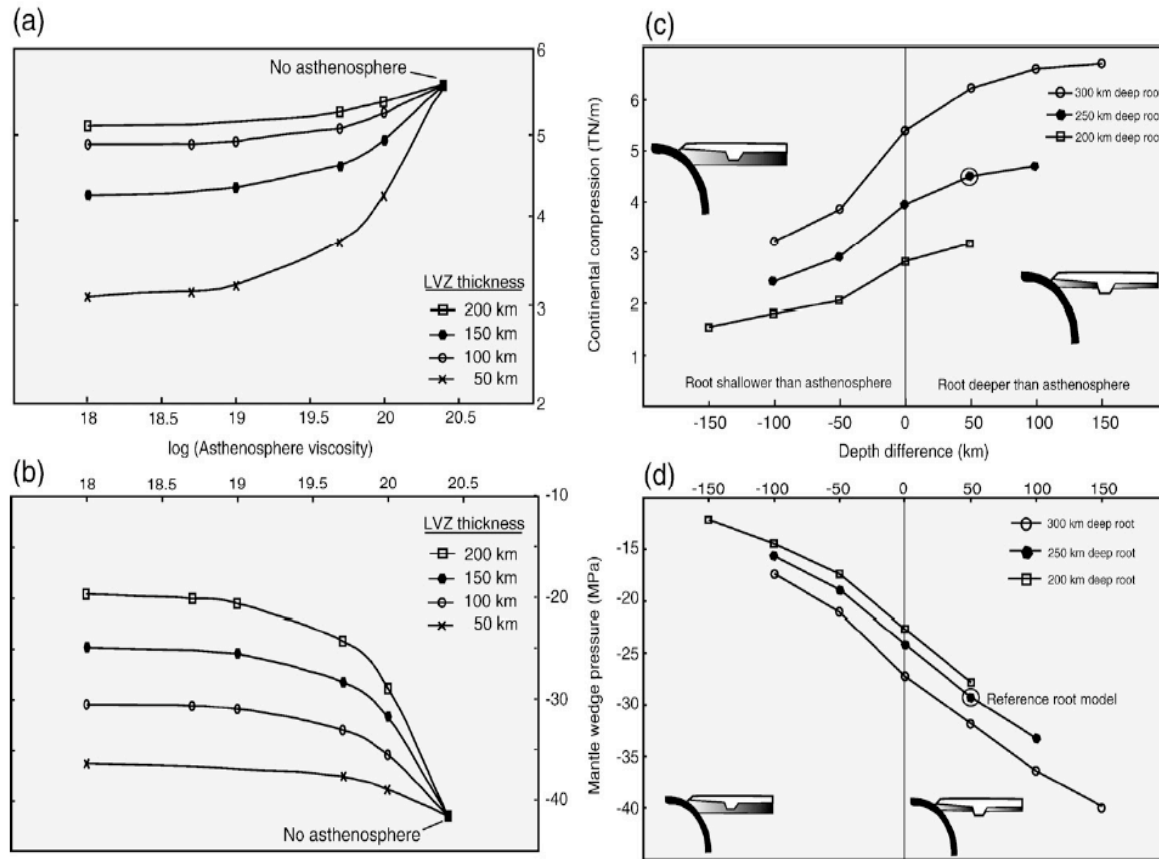 (a)
6
5
4
3
2
No asthenosphere
LVZ thickness
200 km
150 km
100 km
50 km
18 18.5 19 19.5 20 20.5
log (Asthenosphere viscosity)
(b)
18 18.5 19 19.5 20 20.5
-10
-20
-30
-40
LVZ thickness
200 km
150 km
100 km
50 km
No asthenosphere
(c)
Continental compression (TN/m)
6
5
4
3
2
1
300 km deep root
250 km deep root
200 km deep root
Root shallower than asthenosphere
Root deeper than asthenosphere
-150 -100 -50 0 50 100 150
Depth difference (km)
(d)
-150 -100 -50 0 50 100 150
Mantle wedge pressure (MPa)
-15
-20
-25
-30
-35
-40
300 km deep root
250 km deep root
200 km deep root
Reference root model